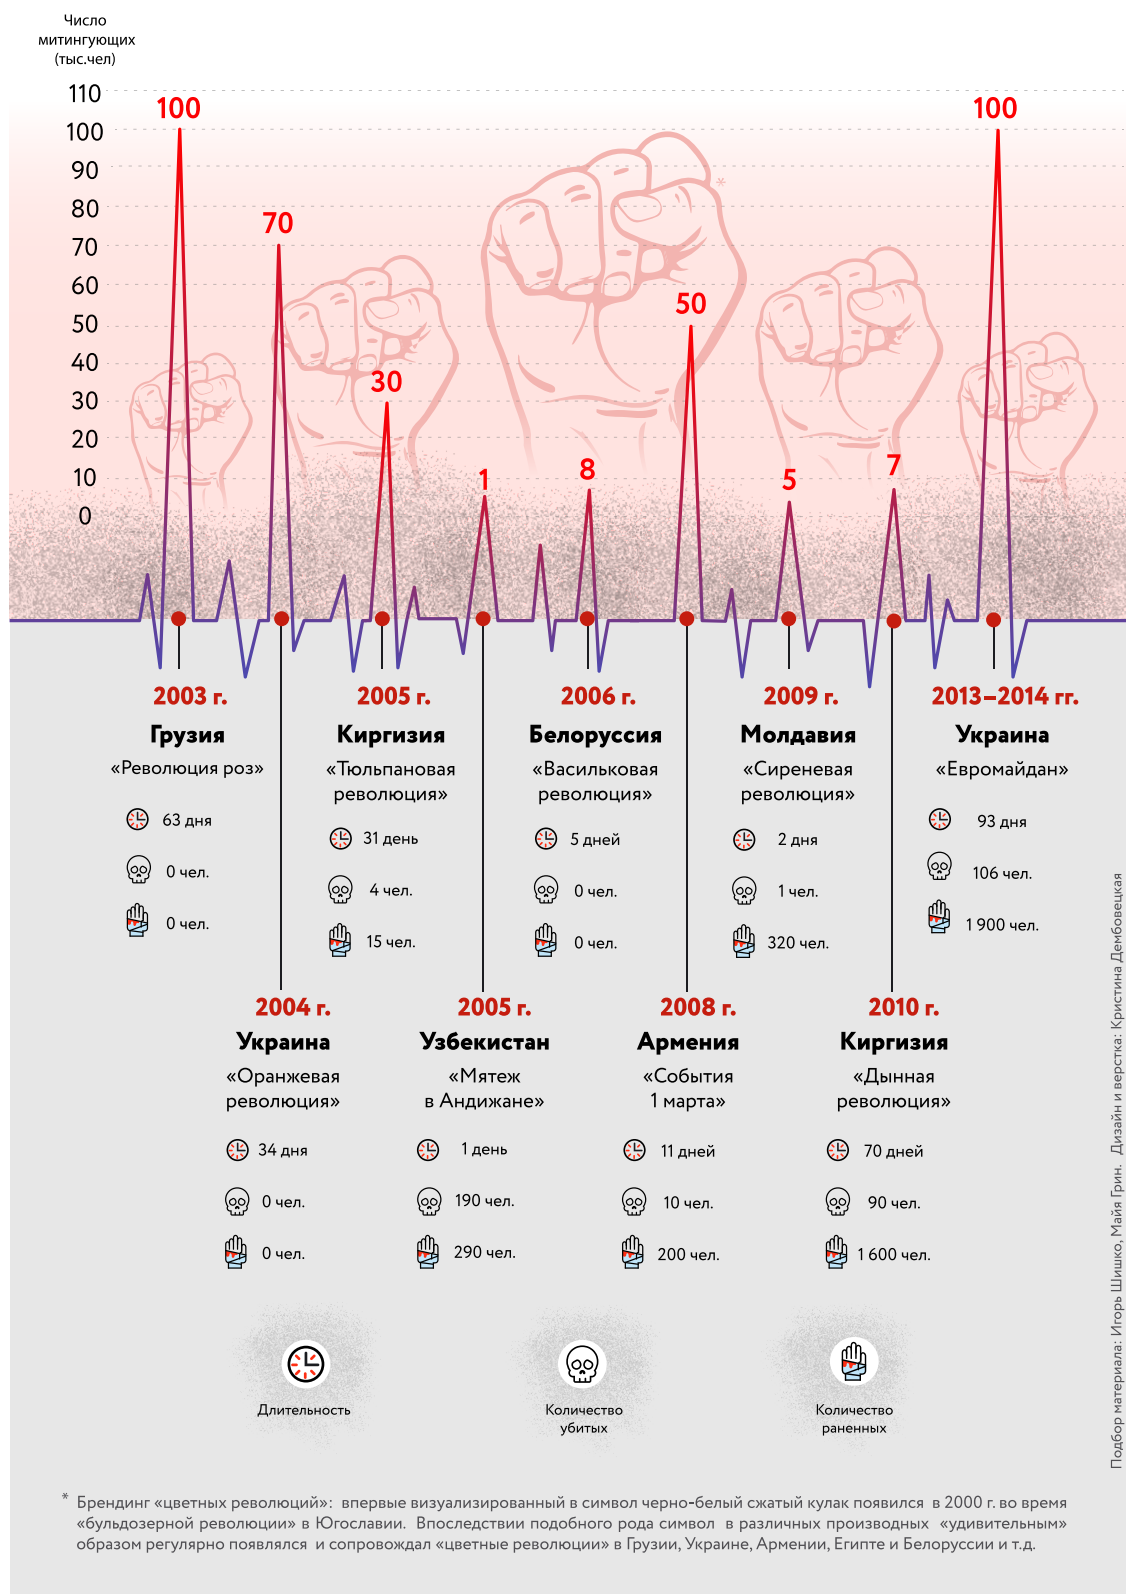 Число
митингующих
(тыс.чел)
110
100
90
80
70
60
50
40
30
20
10
0
100
70
30
1
8
50
5
7
100
*
2003 г.
Грузия
«Революция роз»
63 дня
0 чел.
0 чел.
2005 г.
Киргизия
«Тюльпановая
революция»
31 день
4 чел.
15 чел.
2006 г.
Белоруссия
«Васильковая
революция»
5 дней
0 чел.
0 чел.
2009 г.
Молдавия
«Сиреневая
революция»
2 дня
1 чел.
320 чел.
2013–2014 гг.
Украина
«Евромайдан»
93 дня
106 чел.
1 900 чел.
2004 г.
Украина
«Оранжевая
революция»
34 дня
0 чел.
0 чел.
2005 г.
Узбекистан
«Мятеж
в Андижане»
1 день
190 чел.
290 чел.
2008 г.
Армения
«События
1 марта»
11 дней
10 чел.
200 чел.
2010 г.
Киргизия
«Дынная
революция»
70 дней
90 чел.
1 600 чел.
Длительность
Количество
убитых
Количество
раненных
* Брендинг «цветных революций»: впервые визуализированный в символ черно-белый сжатый кулак появился в 2000 г. во время
«бульдозерной революции» в Югославии. Впоследствии подобного рода символ в различных производных «удивительным»
образом регулярно появлялся и сопровождал «цветные революции» в Грузии, Украине, Армении, Египте и Белоруссии и т.д.
Подбор материала: Игорь Шишко, Майя Грин. Дизайн и верстка: Кристина Дембовецкая